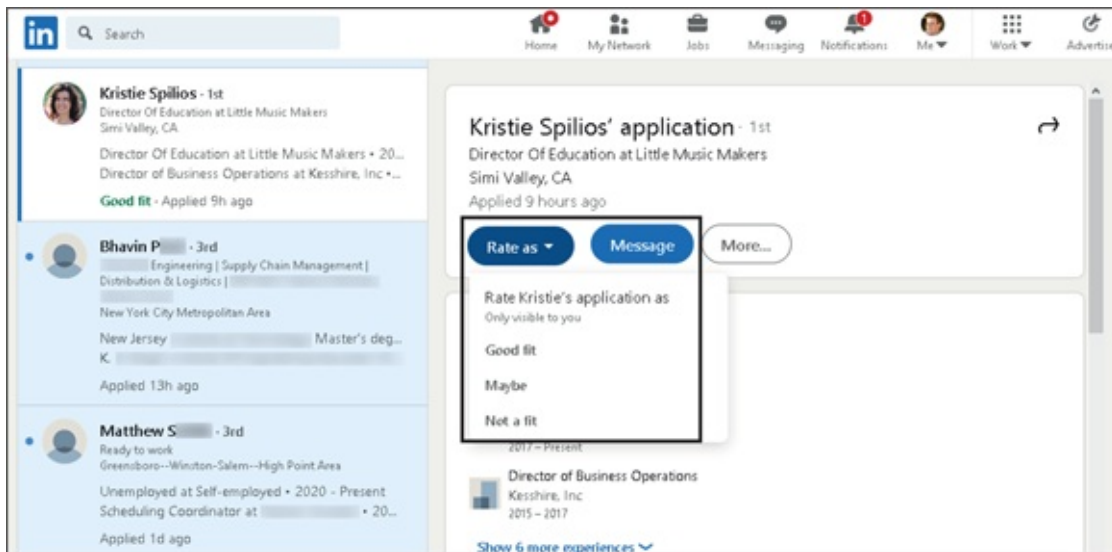 in
Search
Home
My Network
Jobs
Messaging
Notifications
1
Me
Work
Advertise
Kristie Spilios · 1st
Director Of Education at Little Music Makers
Simi Valley, CA
Director Of Education at Little Music Makers • 20...
Director of Business Operations at Kesshire, Inc •...
Good fit · Applied 9h ago
Bhavin P · 3rd
Engineering | Supply Chain Management |
Distribution & Logistics |
New York City Metropolitan Area
New Jersey Master's deg...
K.
Applied 13h ago
Matthew S · 3rd
Ready to work
Greensboro--Winston-Salem--High Point Area
Unemployed at Self-employed • 2020 - Present
Scheduling Coordinator at • 20...
Applied 1d ago
Kristie Spilios' application · 1st
Director Of Education at Little Music Makers
Simi Valley, CA
Applied 9 hours ago
Rate as
Message
More...
Rate Kristie's application as
Only visible to you
Good fit
Maybe
Not a fit
2017 – Present
Director of Business Operations
Kesshire, Inc
2015 – 2017
Show 6 more experiences